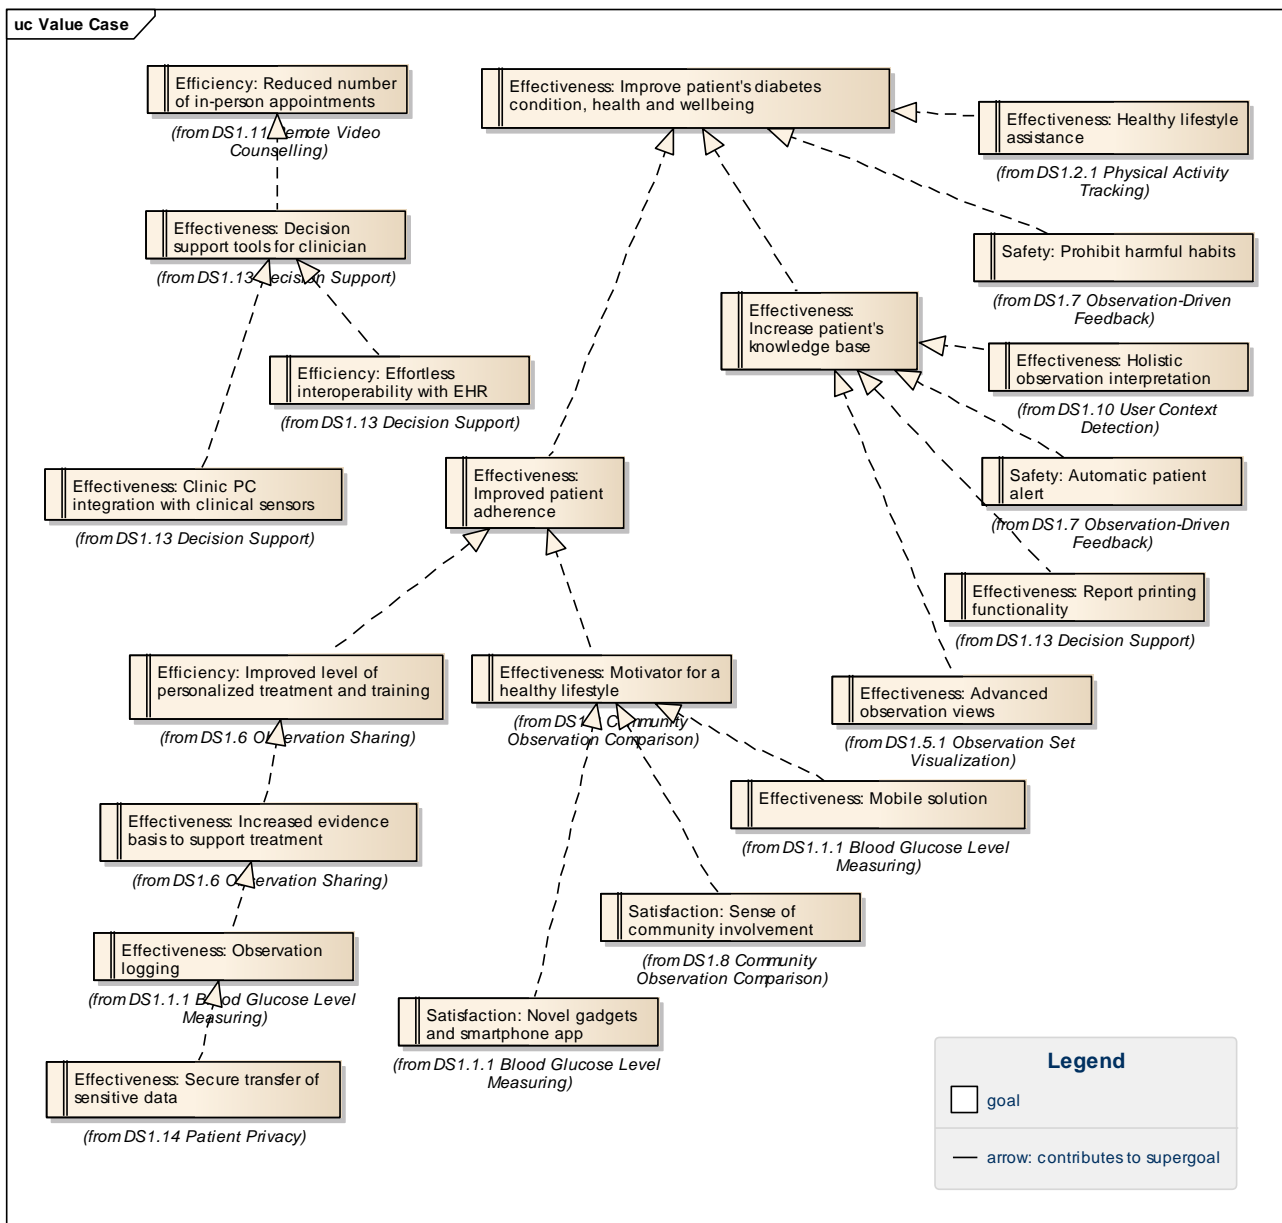 uc Value Case
Efficiency: Reduced number
of in-person appointments
(from DS1.11 Remote Video
Counselling)
Effectiveness: Improve patient's diabetes
condition, health and wellbeing
Effectiveness: Healthy lifestyle
assistance
(from DS1.2.1 Physical Activity
Tracking)
Effectiveness: Decision
support tools for clinician
(from DS1.13 Decision Support)
Safety: Prohibit harmful habits
(from DS1.7 Observation-Driven
Feedback)
Effectiveness:
Increase patient's
knowledge base
Effectiveness: Holistic
observation interpretation
(from DS1.10 User Context
Detection)
Efficiency: Effortless
interoperability with EHR
(from DS1.13 Decision Support)
Effectiveness: Clinic PC
integration with clinical sensors
(from DS1.13 Decision Support)
Effectiveness:
Improved patient
adherence
Safety: Automatic patient
alert
(from DS1.7 Observation-Driven
Feedback)
Effectiveness: Report printing
functionality
(from DS1.13 Decision Support)
Efficiency: Improved level of
personalized treatment and training
(from DS1.6 Observation Sharing)
Effectiveness: Motivator for a
healthy lifestyle
(from Community
Observation Comparison)
Effectiveness: Advanced
observation views
(from DS1.5.1 Observation Set
Visualization)
Effectiveness: Mobile solution
(from DS1.1.1 Blood Glucose Level
Measuring)
Effectiveness: Increased evidence
basis to support treatment
(from DS1.6 Observation Sharing)
Satisfaction: Sense of
community involvement
(from DS1.8 Community
Observation Comparison)
Effectiveness: Observation
logging
(from DS1.1.1 Blood Glucose Level
Measuring)
Satisfaction: Novel gadgets
and smartphone app
(from DS1.1.1 Blood Glucose Level
Measuring)
Effectiveness: Secure transfer of
sensitive data
(from DS1.14 Patient Privacy)
Legend
goal
arrow: contributes to supergoal